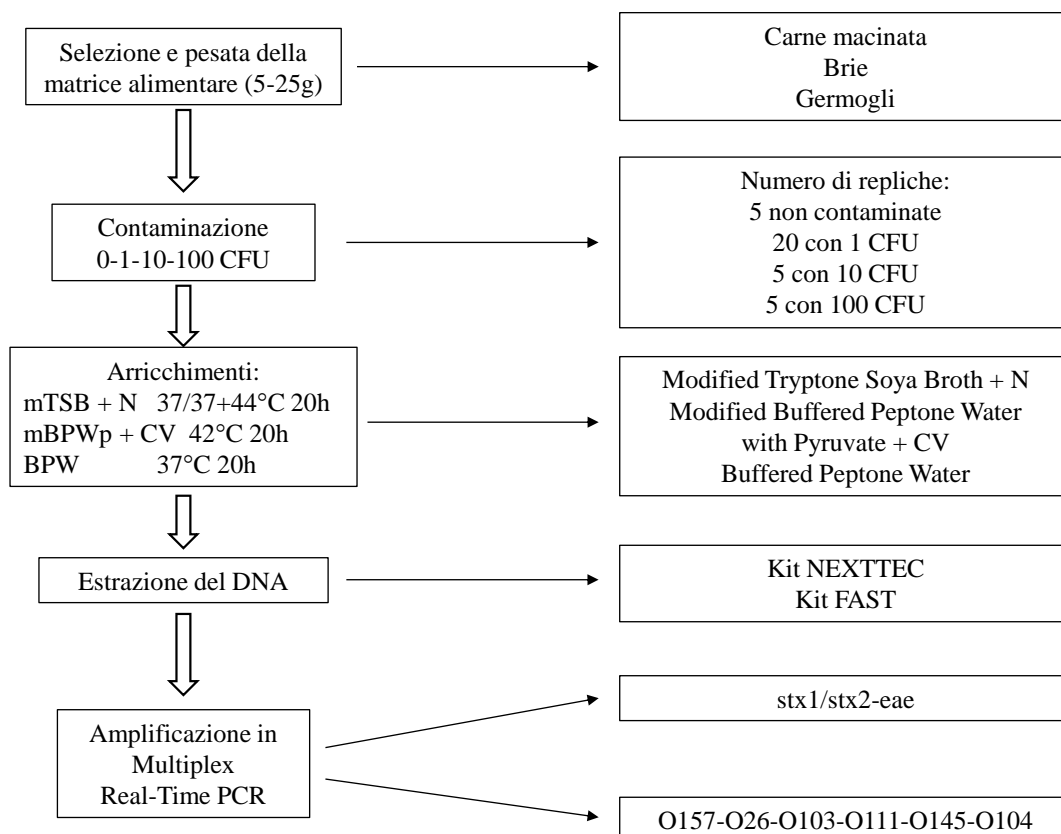 Selezione e pesata della
matrice alimentare (5-25g)
Carne macinata
Brie
Germogli
Contaminazione
0-1-10-100 CFU
Numero di repliche:
5 non contaminate
20 con 1 CFU
5 con 10 CFU
5 con 100 CFU
Arricchimenti:
mTSB + N 37/37+44°C 20h
mBPWp + CV 42°C 20h
BPW 37°C 20h
Modified Tryptone Soya Broth + N
Modified Buffered Peptone Water
with Pyruvate + CV
Buffered Peptone Water
Estrazione del DNA
Kit NEXTTEC
Kit FAST
Amplificazione in
Multiplex
Real-Time PCR
stx1/stx2-eae
O157-O26-O103-O111-O145-O104